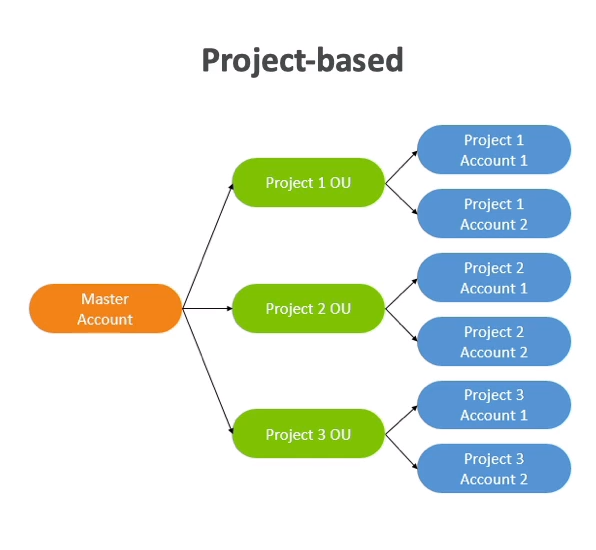 Project-based
Project 1
Account 1
Project 1 OU
Project 1
Account 2
Project 2
Account 1
Master
Account
Project 2 OU
Project 2
Account 2
Project 3
Account 1
Project 3 OU
Project 3
Account 2